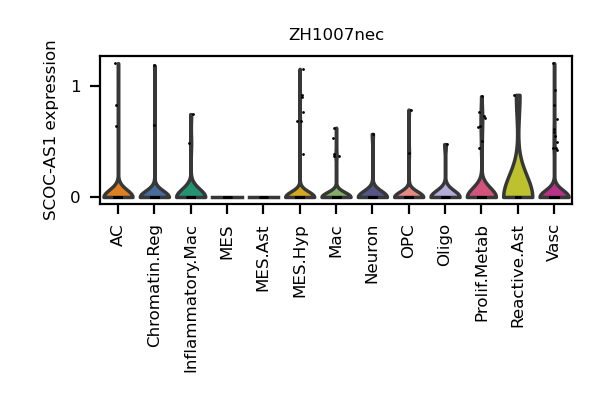 ZH1007nec
SCOC-AS1 expression
1
0
AC
Chromatin.Reg
Inflammatory.Mac
MES
MES.Ast
MES.Hyp
Mac
Neuron
OPC
Oligo
Prolif.Metab
Reactive.Ast
Vasc